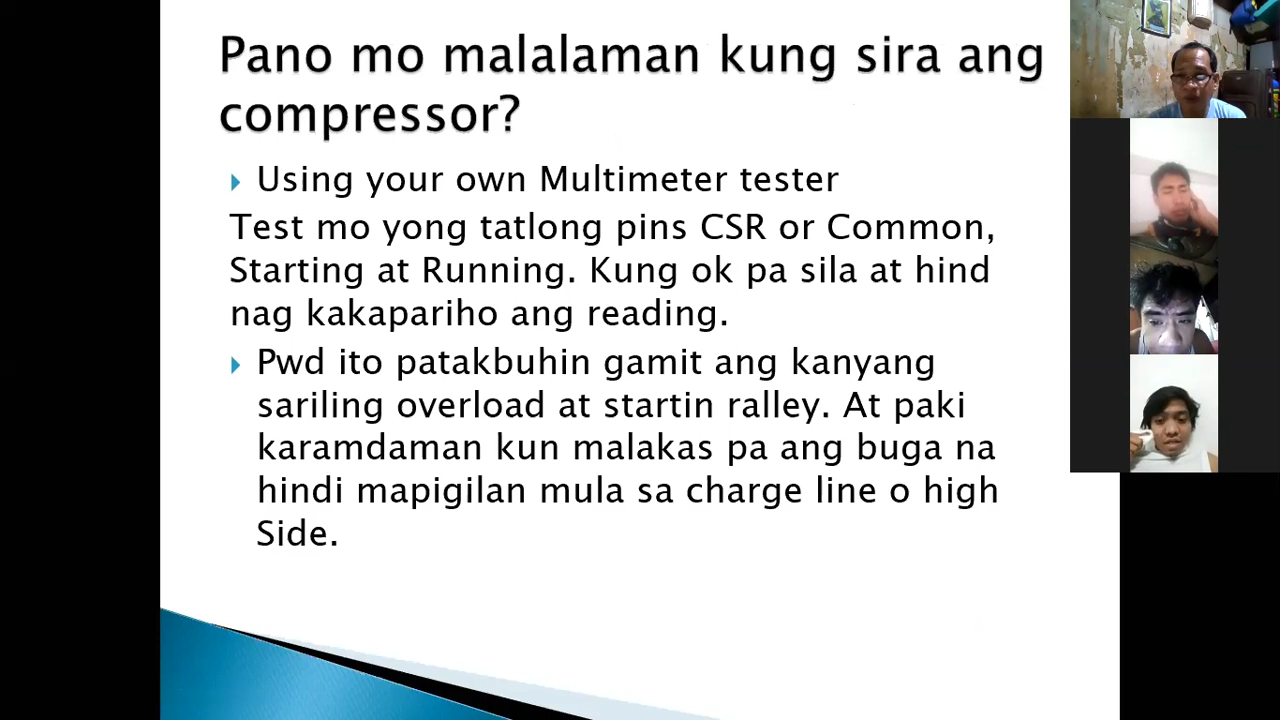 Pano mo malalaman kung sira ang
compressor?
Using your own Multimeter tester
Test mo yong tatlong pins CSR or Common,
Starting at Running. Kung ok pa sila at hind
nag kakapariho ang reading.
Pwd ito patakbuhin gamit ang kanyang
sariling overload at startin ralley. At paki
karamdaman kun malakas pa ang buga na
hindi mapigilan mula sa charge line o high
Side.